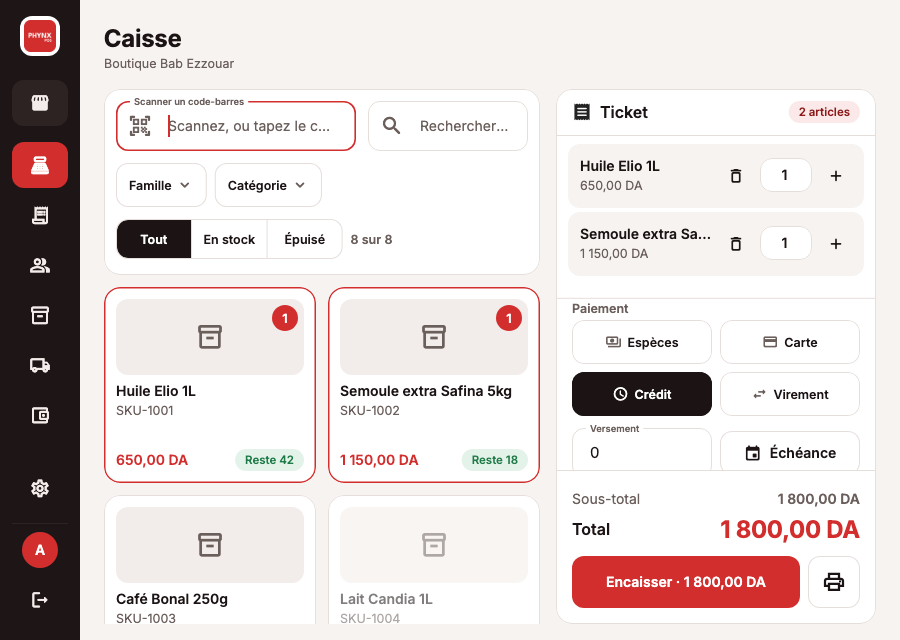 PHYNX
POS
Caisse
Boutique Bab Ezzouar
Scanner un code-barres
Scannez, ou tapez le c...
Rechercher...
Famille
Catégorie
Tout
En stock
Épuisé
8 sur 8
1
Huile Elio 1L
SKU-1001
650,00 DA
Reste 42
1
Semoule extra Safina 5kg
SKU-1002
1 150,00 DA
Reste 18
Café Bonal 250g
SKU-1003
Lait Candia 1L
SKU-1004
A
Ticket
2 articles
Huile Elio 1L
650,00 DA
1
+
Semoule extra Sa...
1 150,00 DA
1
+
Paiement
Espèces
Carte
Crédit
Virement
Versement
0
Échéance
Sous-total
1 800,00 DA
Total
1 800,00 DA
Encaisser · 1 800,00 DA